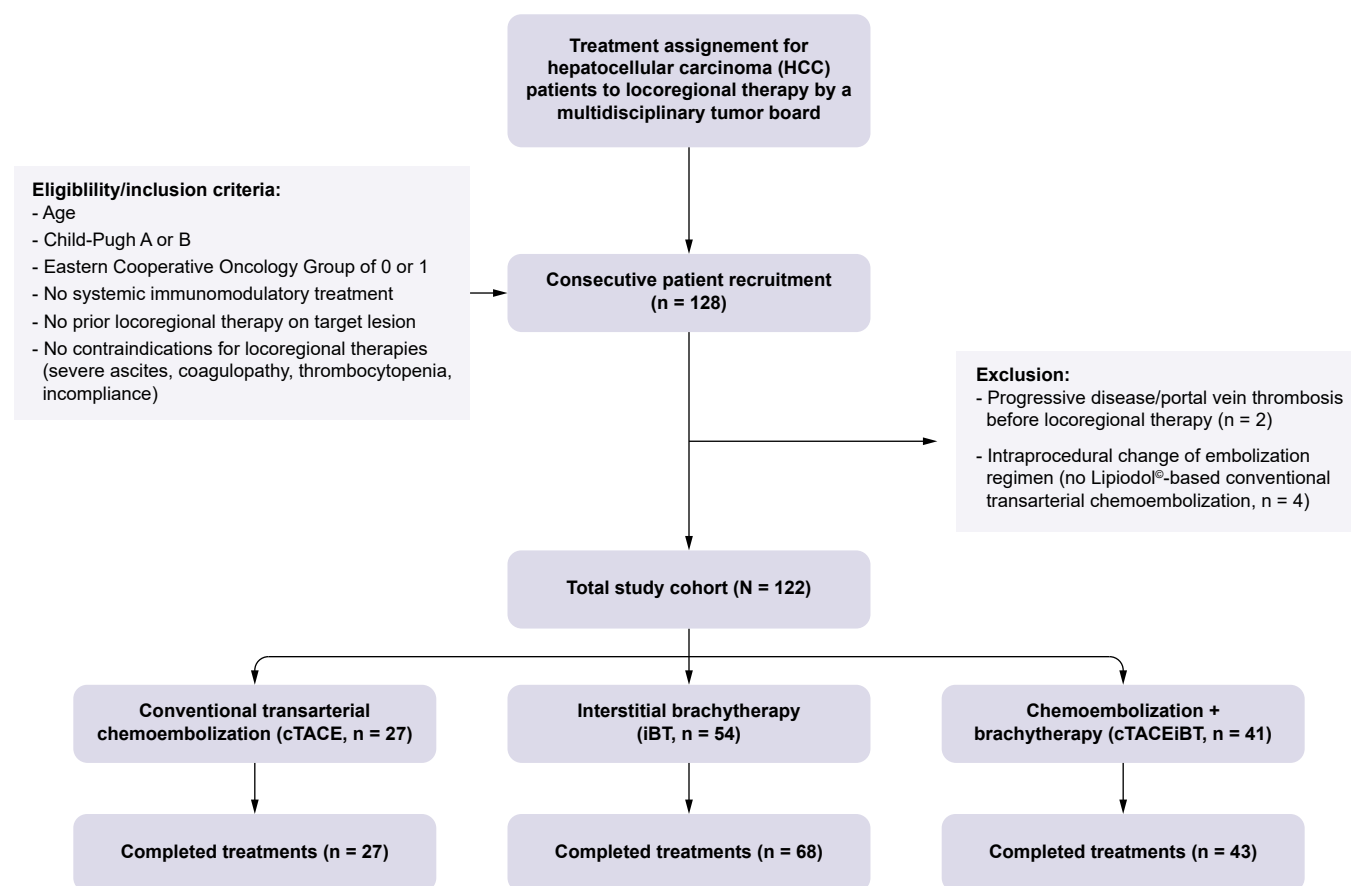 Treatment assignement for
hepatocellular carcinoma (HCC)
patients to locoregional therapy by a
multidisciplinary tumor board
Eligiblility/inclusion criteria:
- Age
- Child-Pugh A or B
- Eastern Cooperative Oncology Group of 0 or 1
- No systemic immunomodulatory treatment
- No prior locoregional therapy on target lesion
- No contraindications for locoregional therapies
(severe ascites, coagulopathy, thrombocytopenia,
incompliance)
Consecutive patient recruitment
(n = 128)
Exclusion:
- Progressive disease/portal vein thrombosis
before locoregional therapy (n = 2)
- Intraprocedural change of embolization
regimen (no Lipiodol©-based conventional
transarterial chemoembolization, n = 4)
Total study cohort (N = 122)
Conventional transarterial
chemoembolization (cTACE, n = 27)
Interstitial brachytherapy
(iBT, n = 54)
Chemoembolization +
brachytherapy (cTACEiBT, n = 41)
Completed treatments (n = 27)
Completed treatments (n = 68)
Completed treatments (n = 43)